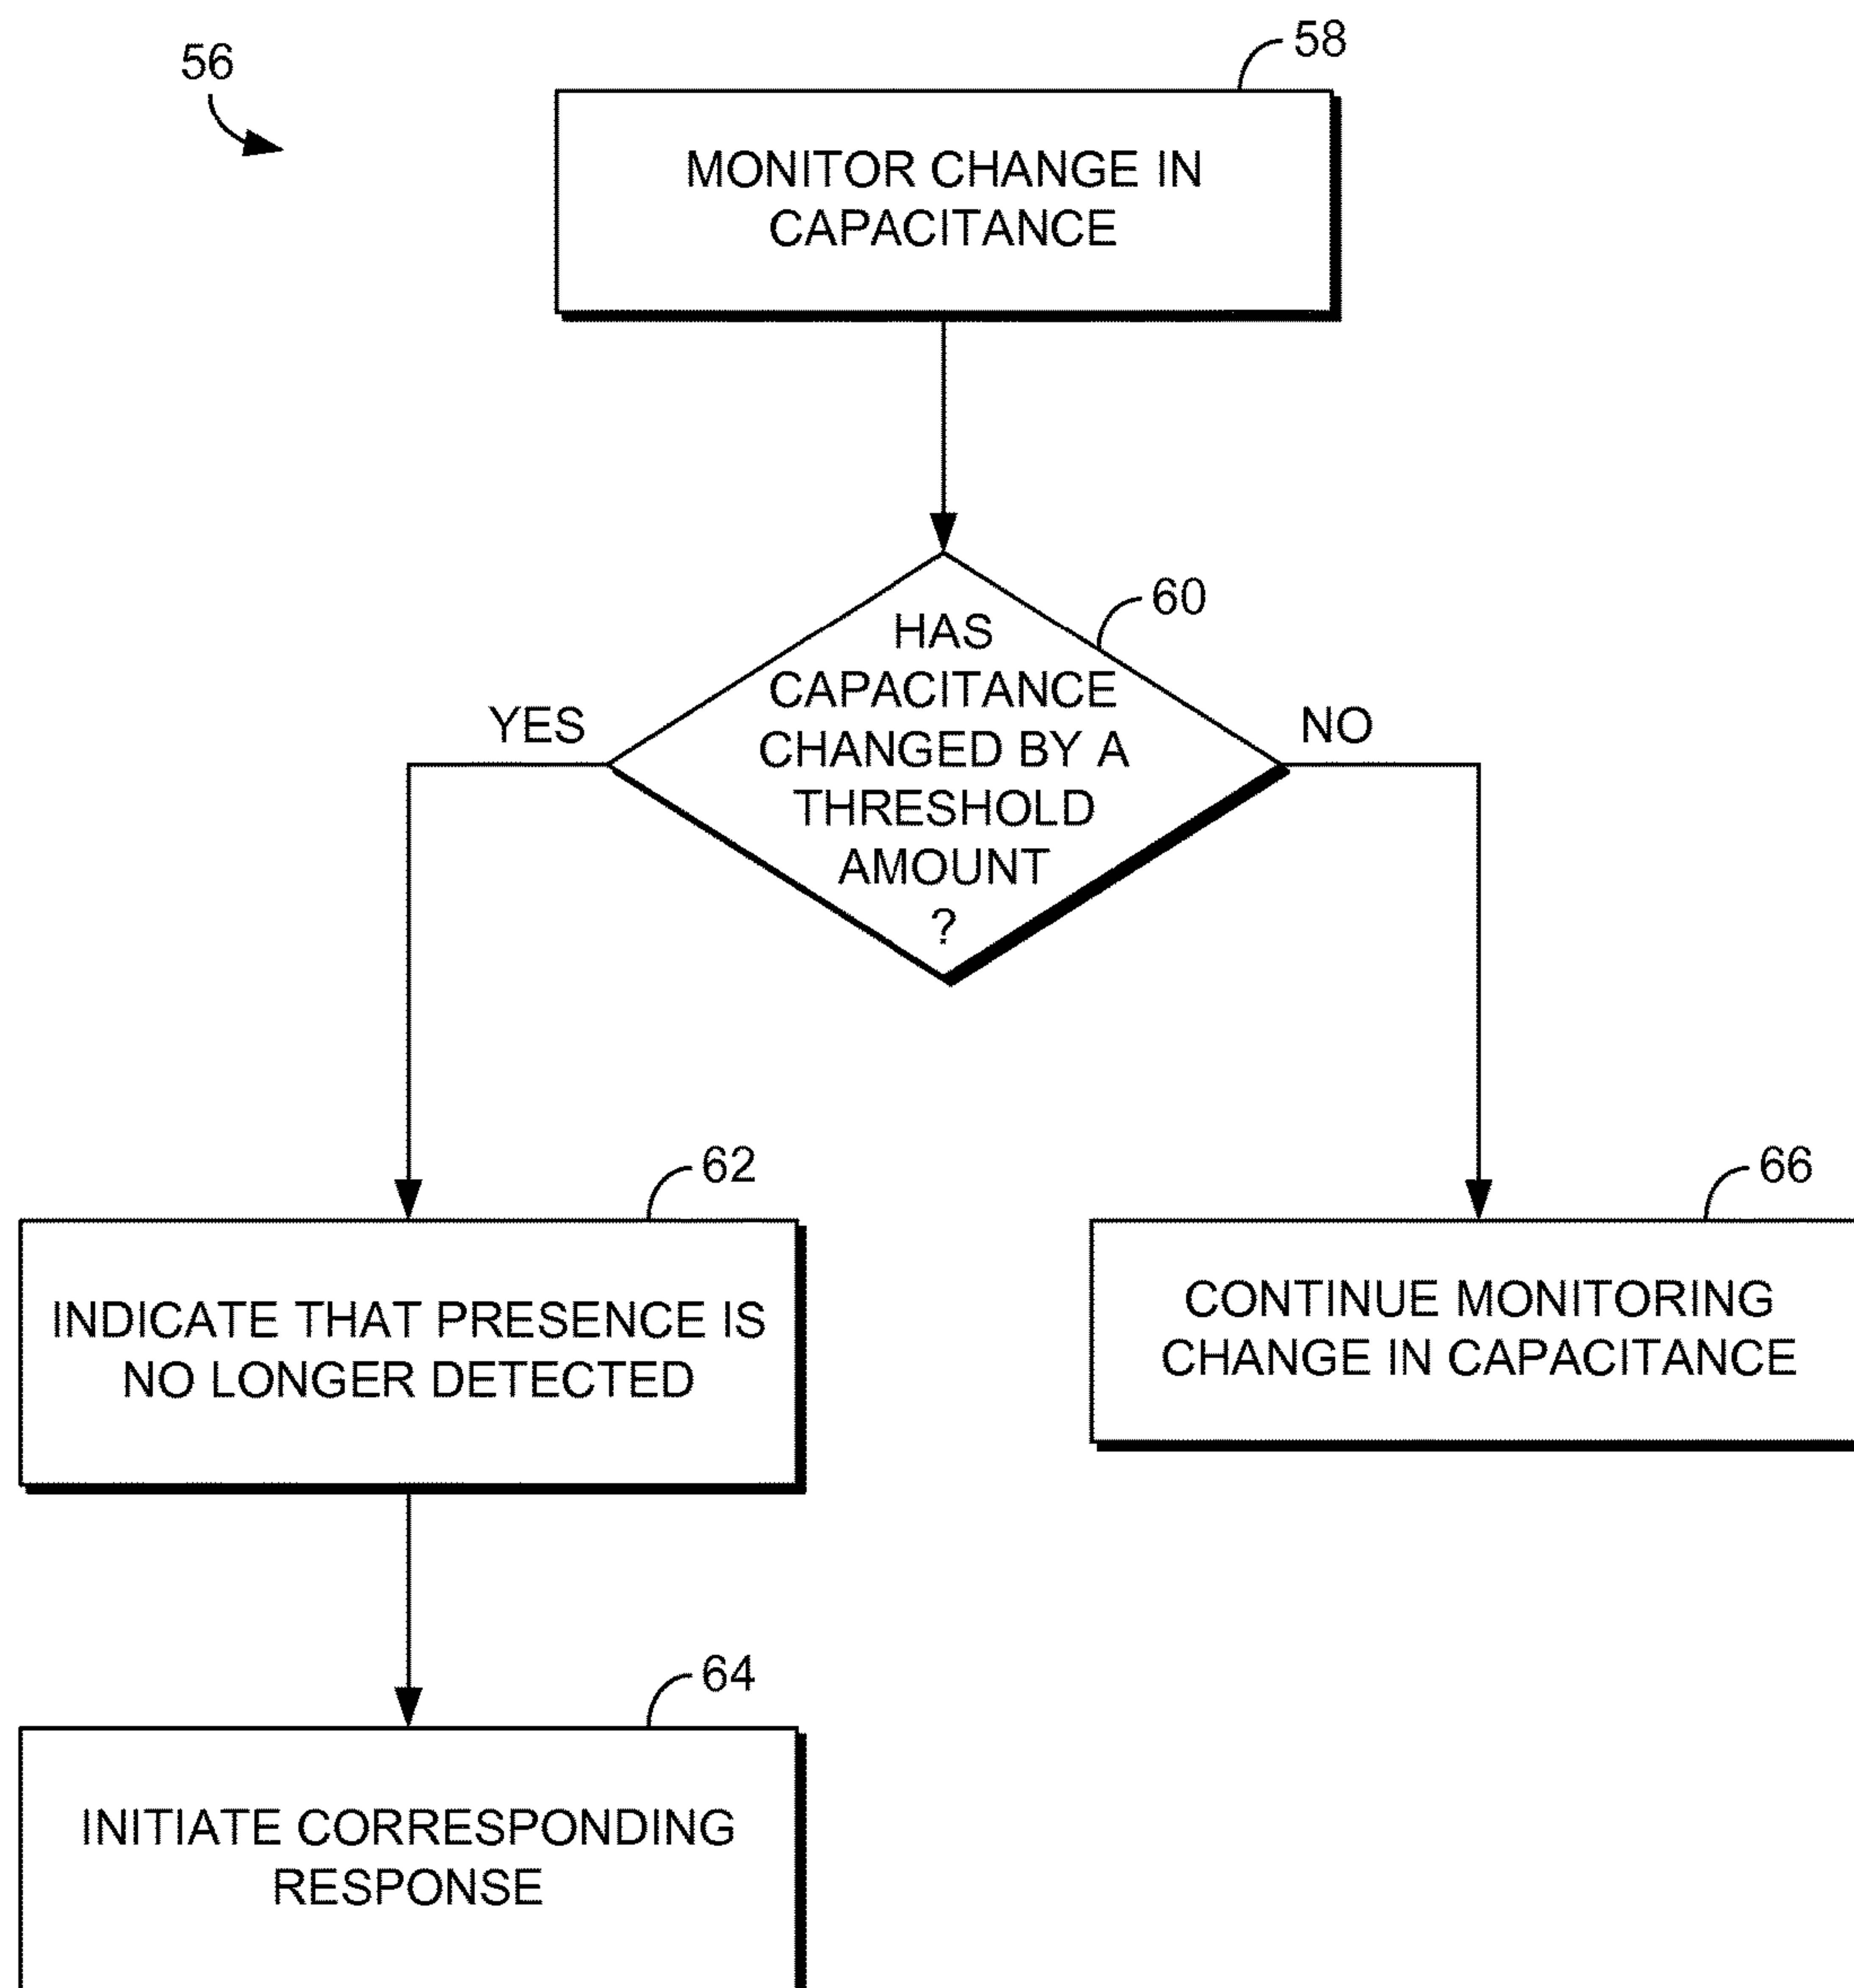 56
58
MONITOR CHANGE IN
CAPACITANCE
60
HAS
CAPACITANCE
CHANGED BY A
THRESHOLD
AMOUNT
?
YES
NO
62
INDICATE THAT PRESENCE IS
NO LONGER DETECTED
66
CONTINUE MONITORING
CHANGE IN CAPACITANCE
64
INITIATE CORRESPONDING
RESPONSE